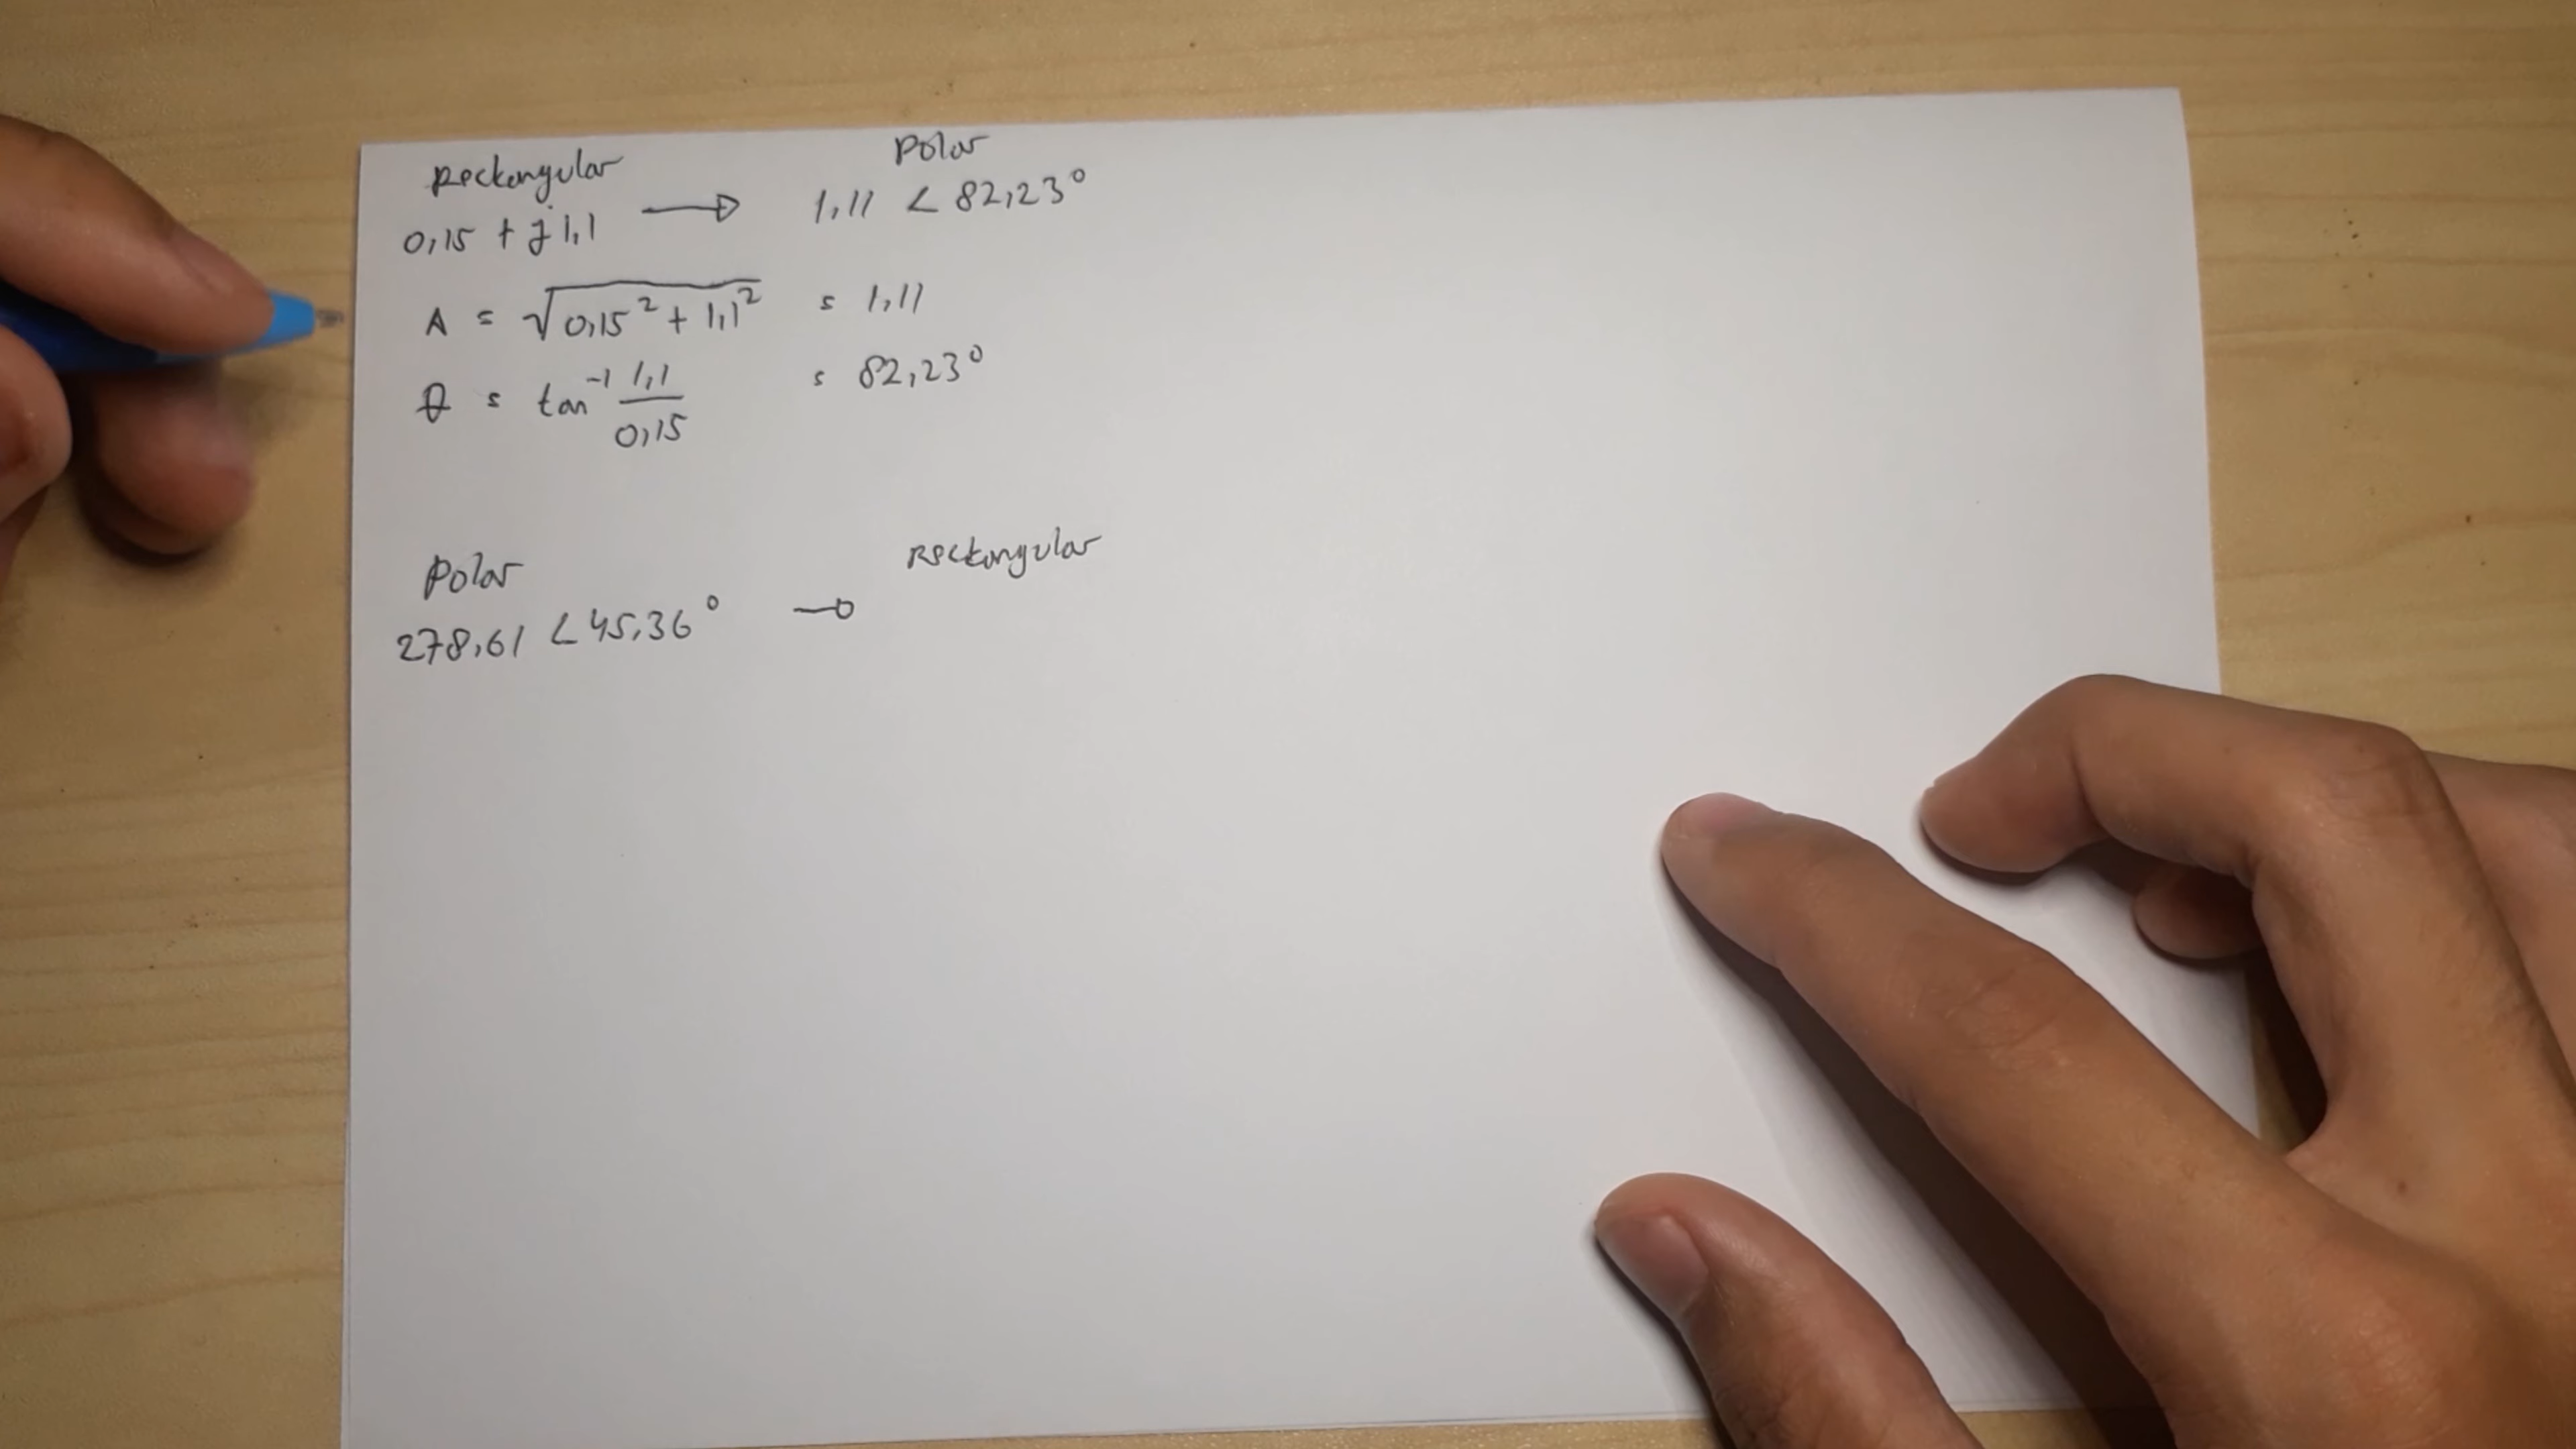 Rectangular Polar
0,15 + j1,1 → 1,11 < 82,23°
A = √0,15² + 1,1² = 1,11
θ = tan⁻¹ 1,1/0,15 = 82,23°
Polar Rectangular
278,61 < 45,36° →